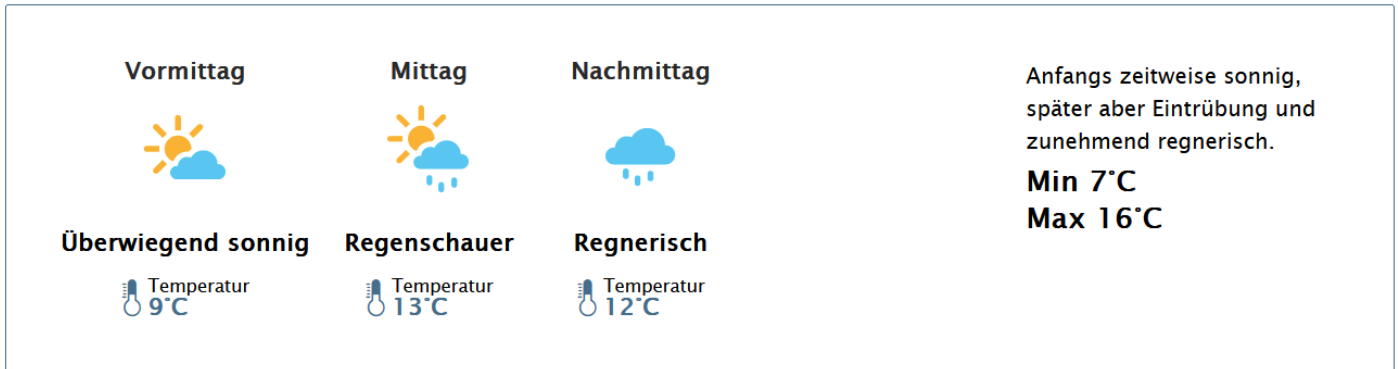 Vormittag
Überwiegend sonnig
Temperatur
9°C
Mittag
Regenschauer
Temperatur
13°C
Nachmittag
Regnerisch
Temperatur
12°C
Anfangs zeitweise sonnig,
später aber Eintrübung und
zunehmend regnerisch.
Min 7°C
Max 16°C